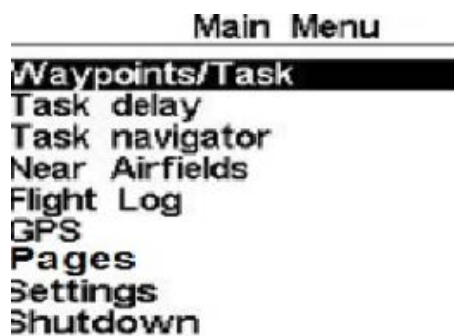 Main Menu
Waypoints/Task
Task delay
Task navigator
Near Airfields
Flight Log
GPS
Pages
Settings
Shutdown